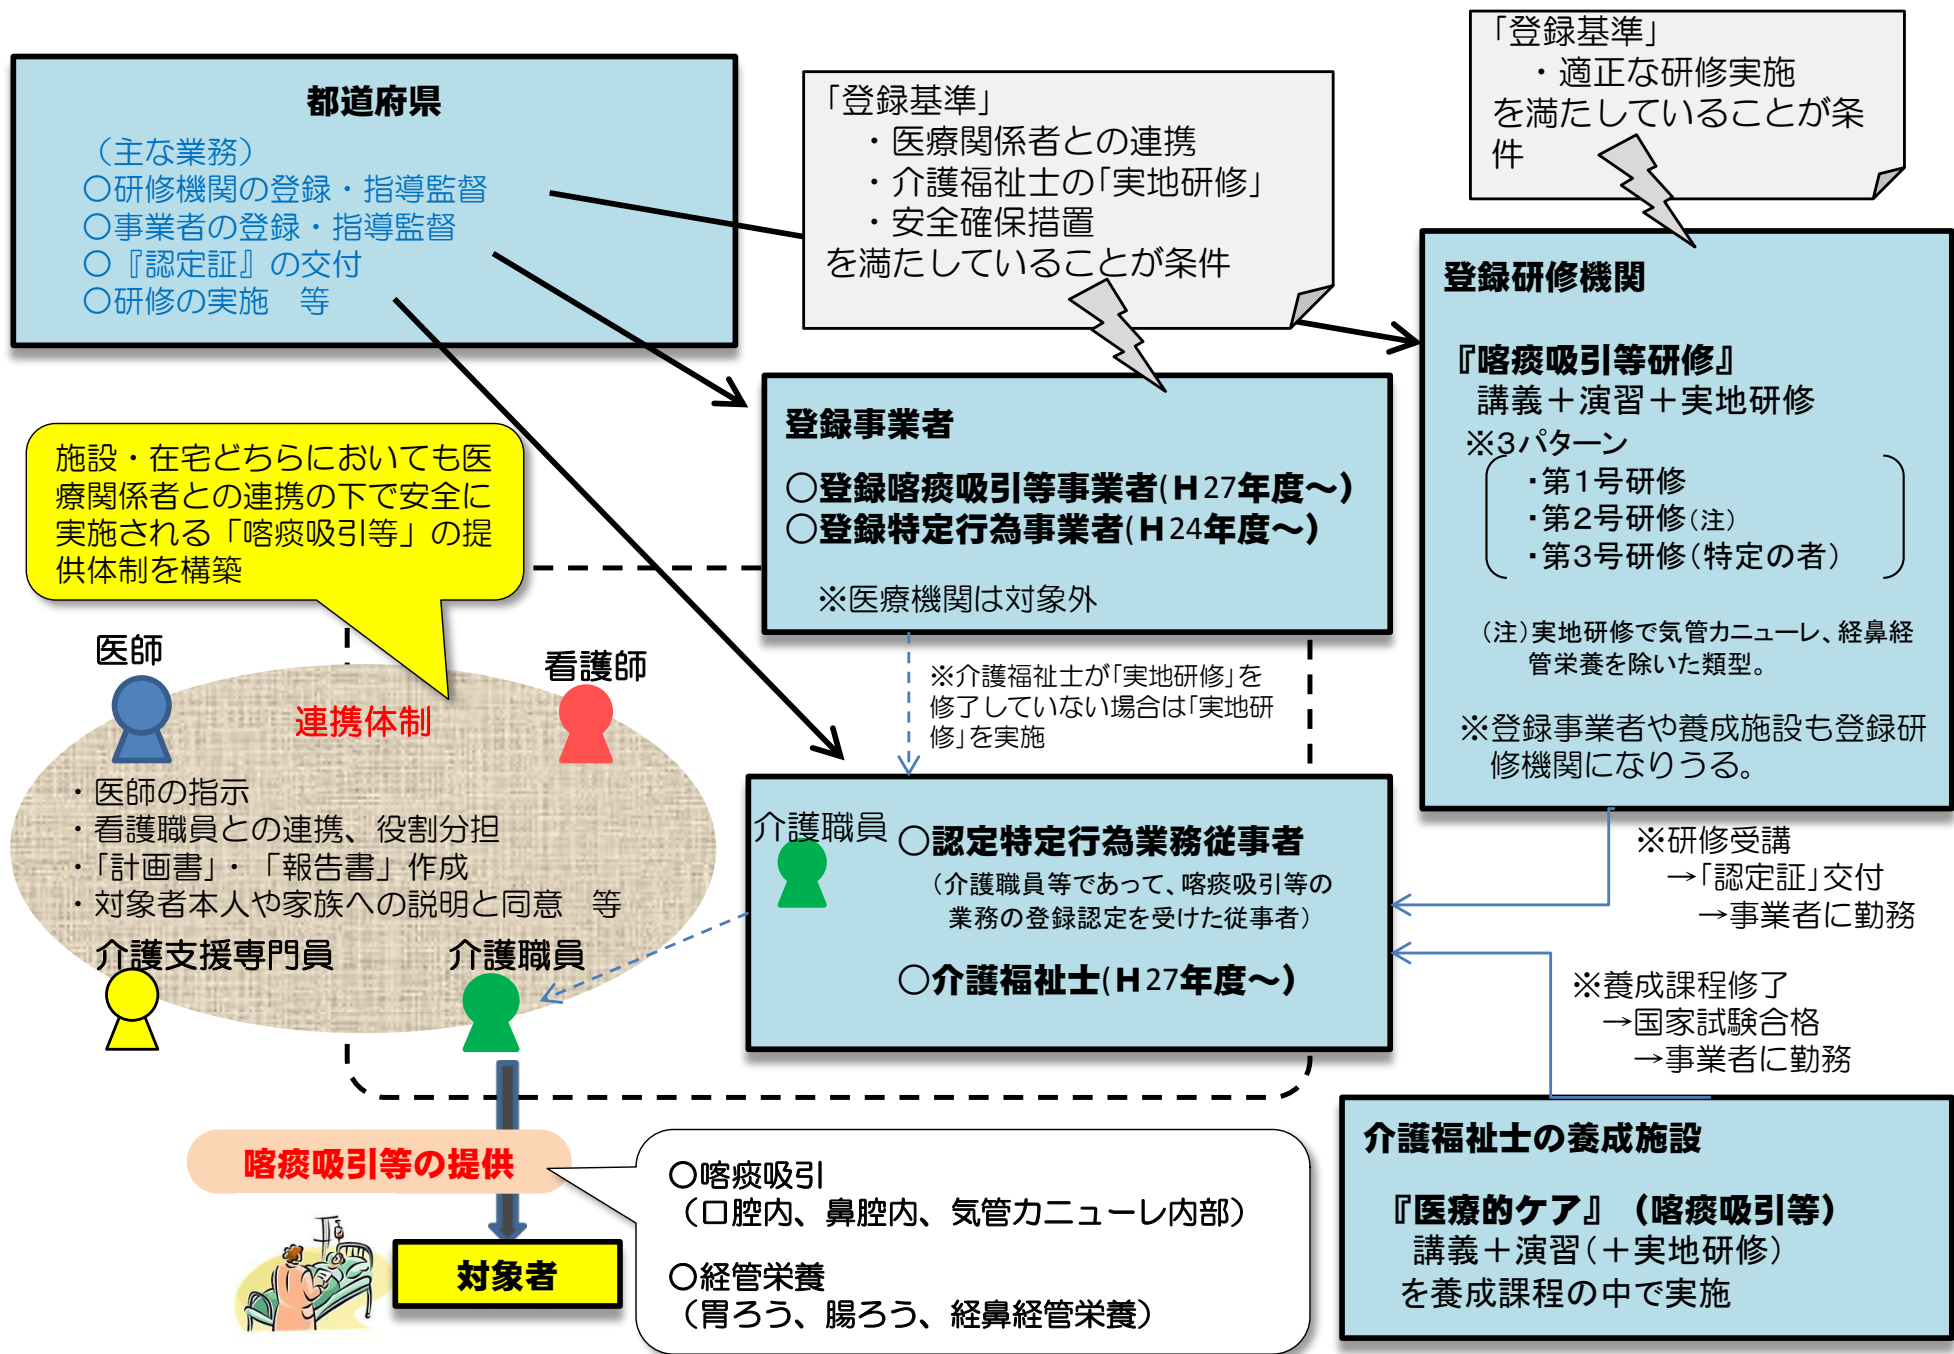 都道府県
（主な業務）
○研修機関の登録・指導監督
○事業者の登録・指導監督
○『認定証』の交付
○研修の実施　等
「登録基準」
・医療関係者との連携
・介護福祉士の「実地研修」
・安全確保措置
を満たしていることが条件
「登録基準」
・適正な研修実施
を満たしていることが条
件
登録研修機関
『喀痰吸引等研修』
講義＋演習＋実地研修
※３パターン
・第１号研修
・第２号研修（注）
・第３号研修（特定の者）
（注）実地研修で気管カニューレ、経鼻経
管栄養を除いた類型。
※登録事業者や養成施設も登録研
修機関になりうる。
登録事業者
○登録喀痰吸引等事業者(Ｈ27年度～)
○登録特定行為事業者(Ｈ24年度～)
※医療機関は対象外
施設・在宅どちらにおいても医
療関係者との連携の下で安全に
実施される「喀痰吸引等」の提
供体制を構築
医師
看護師
連携体制
・医師の指示
・看護職員との連携、役割分担
・「計画書」・「報告書」作成
・対象者本人や家族への説明と同意　等
介護支援専門員
介護職員
※介護福祉士が「実地研修」を
修了していない場合は「実地研
修」を実施
介護職員
○認定特定行為業務従事者
（介護職員等であって、喀痰吸引等の
業務の登録認定を受けた従事者）
○介護福祉士(Ｈ27年度～)
※研修受講
→「認定証」交付
→事業者に勤務
※養成課程修了
→国家試験合格
→事業者に勤務
喀痰吸引等の提供
対象者
○喀痰吸引
（口腔内、鼻腔内、気管カニューレ内部）
○経管栄養
（胃ろう、腸ろう、経鼻経管栄養）
介護福祉士の養成施設
『医療的ケア』（喀痰吸引等）
講義＋演習（＋実地研修）
を養成課程の中で実施